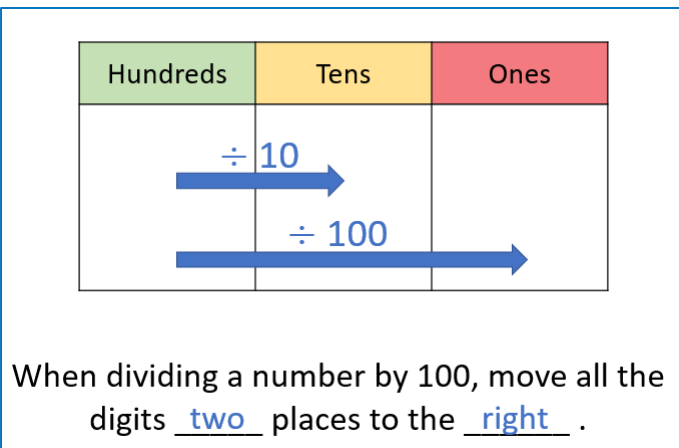 Hundreds Tens Ones
÷ 10
÷ 100
When dividing a number by 100, move all the
digits two places to the right .